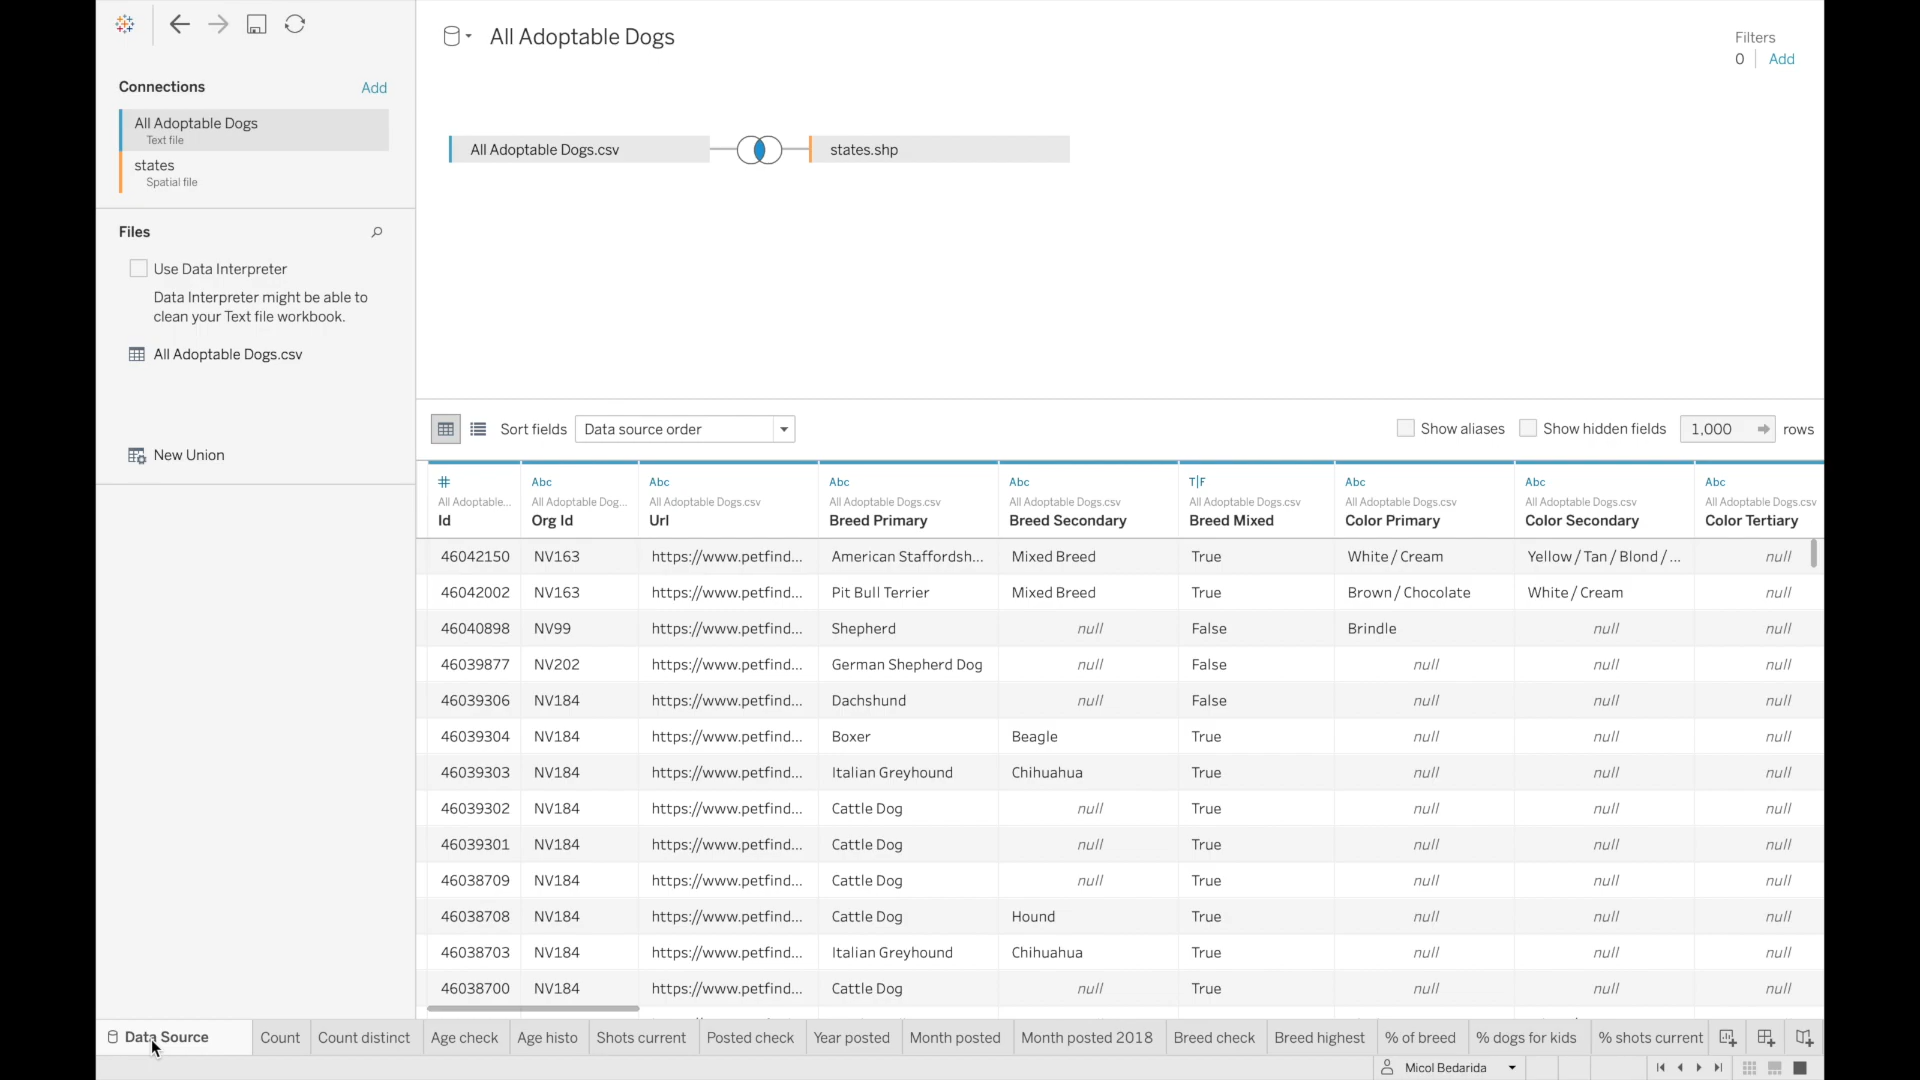 All Adoptable Dogs
Filters
0 Add
Connections Add
All Adoptable Dogs
Text file
states
Spatial file
All Adoptable Dogs.csv states.shp
Files
Use Data Interpreter
Data Interpreter might be able to
clean your Text file workbook.
All Adoptable Dogs.csv
New Union
Sort fields Data source order Show aliases Show hidden fields 1,000 rows
# Abc Abc Abc Abc T|F Abc Abc Abc
All Adoptable... All Adoptable Dog... All Adoptable Dogs.csv All Adoptable Dogs.csv All Adoptable Dogs.csv All Adoptable Dogs.csv All Adoptable Dogs.csv All Adoptable Dogs.csv All Adoptable Dogs.csv
Id Org Id Url Breed Primary Breed Secondary Breed Mixed Color Primary Color Secondary Color Tertiary
46042150 NV163 https://www.petfind... American Staffordsh... Mixed Breed True White / Cream Yellow / Tan / Blond / ... null
46042002 NV163 https://www.petfind... Pit Bull Terrier Mixed Breed True Brown / Chocolate White / Cream null
46040898 NV99 https://www.petfind... Shepherd null False Brindle null null
46039877 NV202 https://www.petfind... German Shepherd Dog null False null null null
46039306 NV184 https://www.petfind... Dachshund null False null null null
46039304 NV184 https://www.petfind... Boxer Beagle True null null null
46039303 NV184 https://www.petfind... Italian Greyhound Chihuahua True null null null
46039302 NV184 https://www.petfind... Cattle Dog null True null null null
46039301 NV184 https://www.petfind... Cattle Dog null True null null null
46038709 NV184 https://www.petfind... Cattle Dog null True null null null
46038708 NV184 https://www.petfind... Cattle Dog Hound True null null null
46038703 NV184 https://www.petfind... Italian Greyhound Chihuahua True null null null
46038700 NV184 https://www.petfind... Cattle Dog null True null null null
Data Source Count Count distinct Age check Age histo Shots current Posted check Year posted Month posted Month posted 2018 Breed check Breed highest % of breed % dogs for kids % shots current
Micol Bedarida